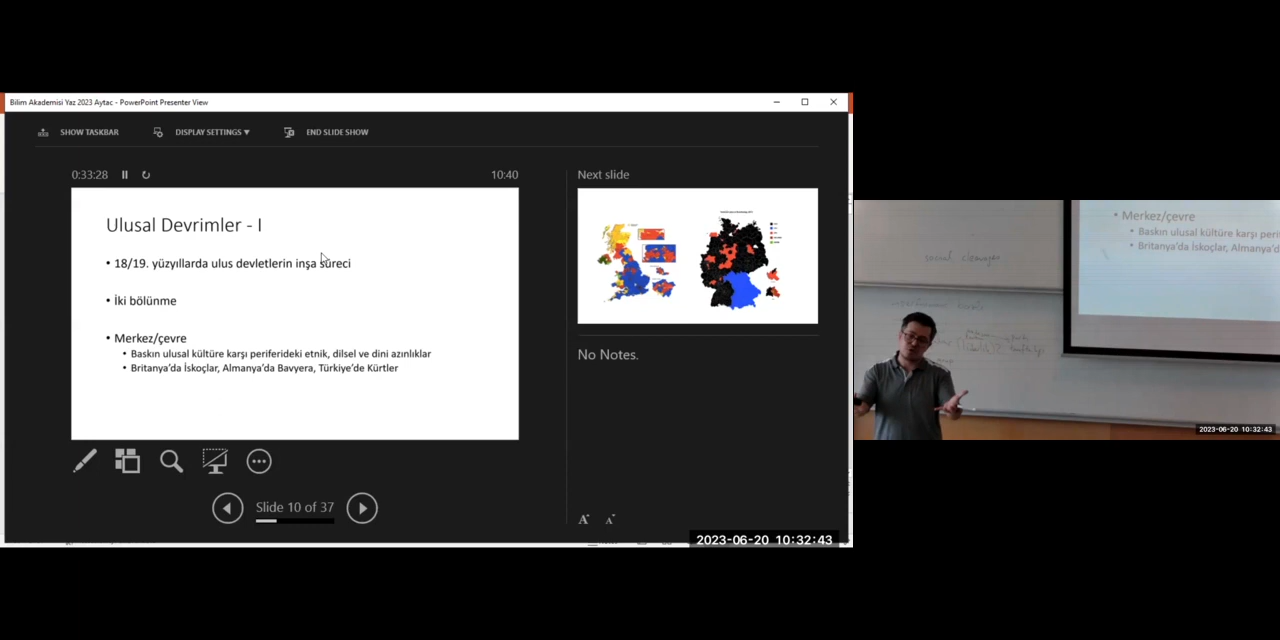 Bilim Akademisi Yaz 2023 Aytac - PowerPoint Presenter View
SHOW TASKBAR
DISPLAY SETTINGS ▼
END SLIDE SHOW
0:33:28
10:40
Ulusal Devrimler - I
• 18/19. yüzyıllarda ulus devletlerin inşa süreci
• İki bölünme
• Merkez/çevre
• Baskın ulusal kültüre karşı periferideki etnik, dilsel ve dini azınlıklar
• Britanya'da İskoçlar, Almanya'da Bavyera, Türkiye'de Kürtler
Next slide
No Notes.
Slide 10 of 37
A A
2023-06-20 10:32:43
• Merkez/çevre
• Baskın ulusal kültüre karşı peri
• Britanya'da İskoçlar, Almanya'd
social cleavages
2023-06-20 10:32:43